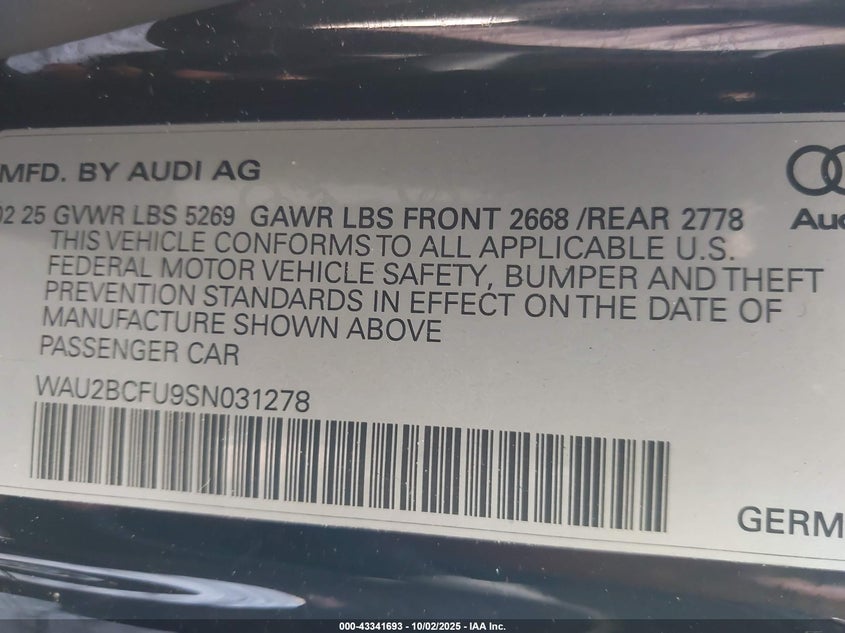 MFD. BY AUDI AG
02 25 GVWR LBS 5269 GAWR LBS FRONT 2668 /REAR 2778
THIS VEHICLE CONFORMS TO ALL APPLICABLE U.S.
FEDERAL MOTOR VEHICLE SAFETY, BUMPER AND THEFT
PREVENTION STANDARDS IN EFFECT ON THE DATE OF
MANUFACTURE SHOWN ABOVE
PASSENGER CAR
WAU2BCFU9SN031278
Aud
GERM
000-43341693 - 10/02/2025 - IAA Inc.